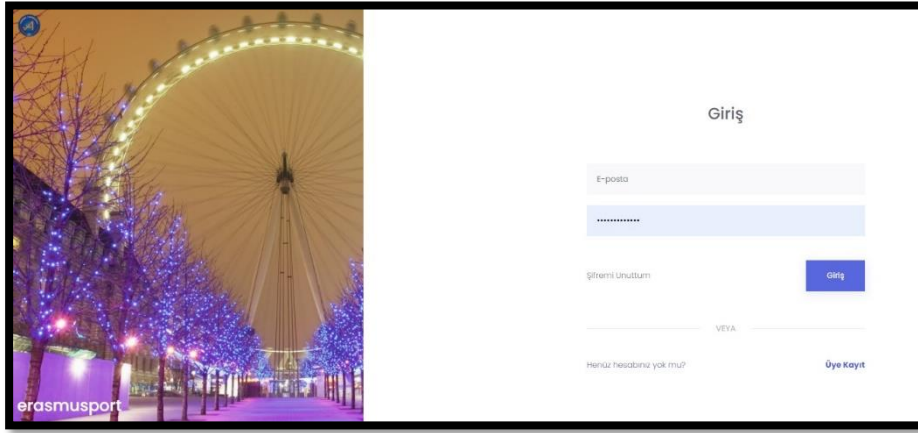 erasmusport
Giriş
E-posta
•••••••••••••
Şifremi Unuttum
Giriş
VEYA
Henüz hesabınız yok mu?
Üye Kayıt